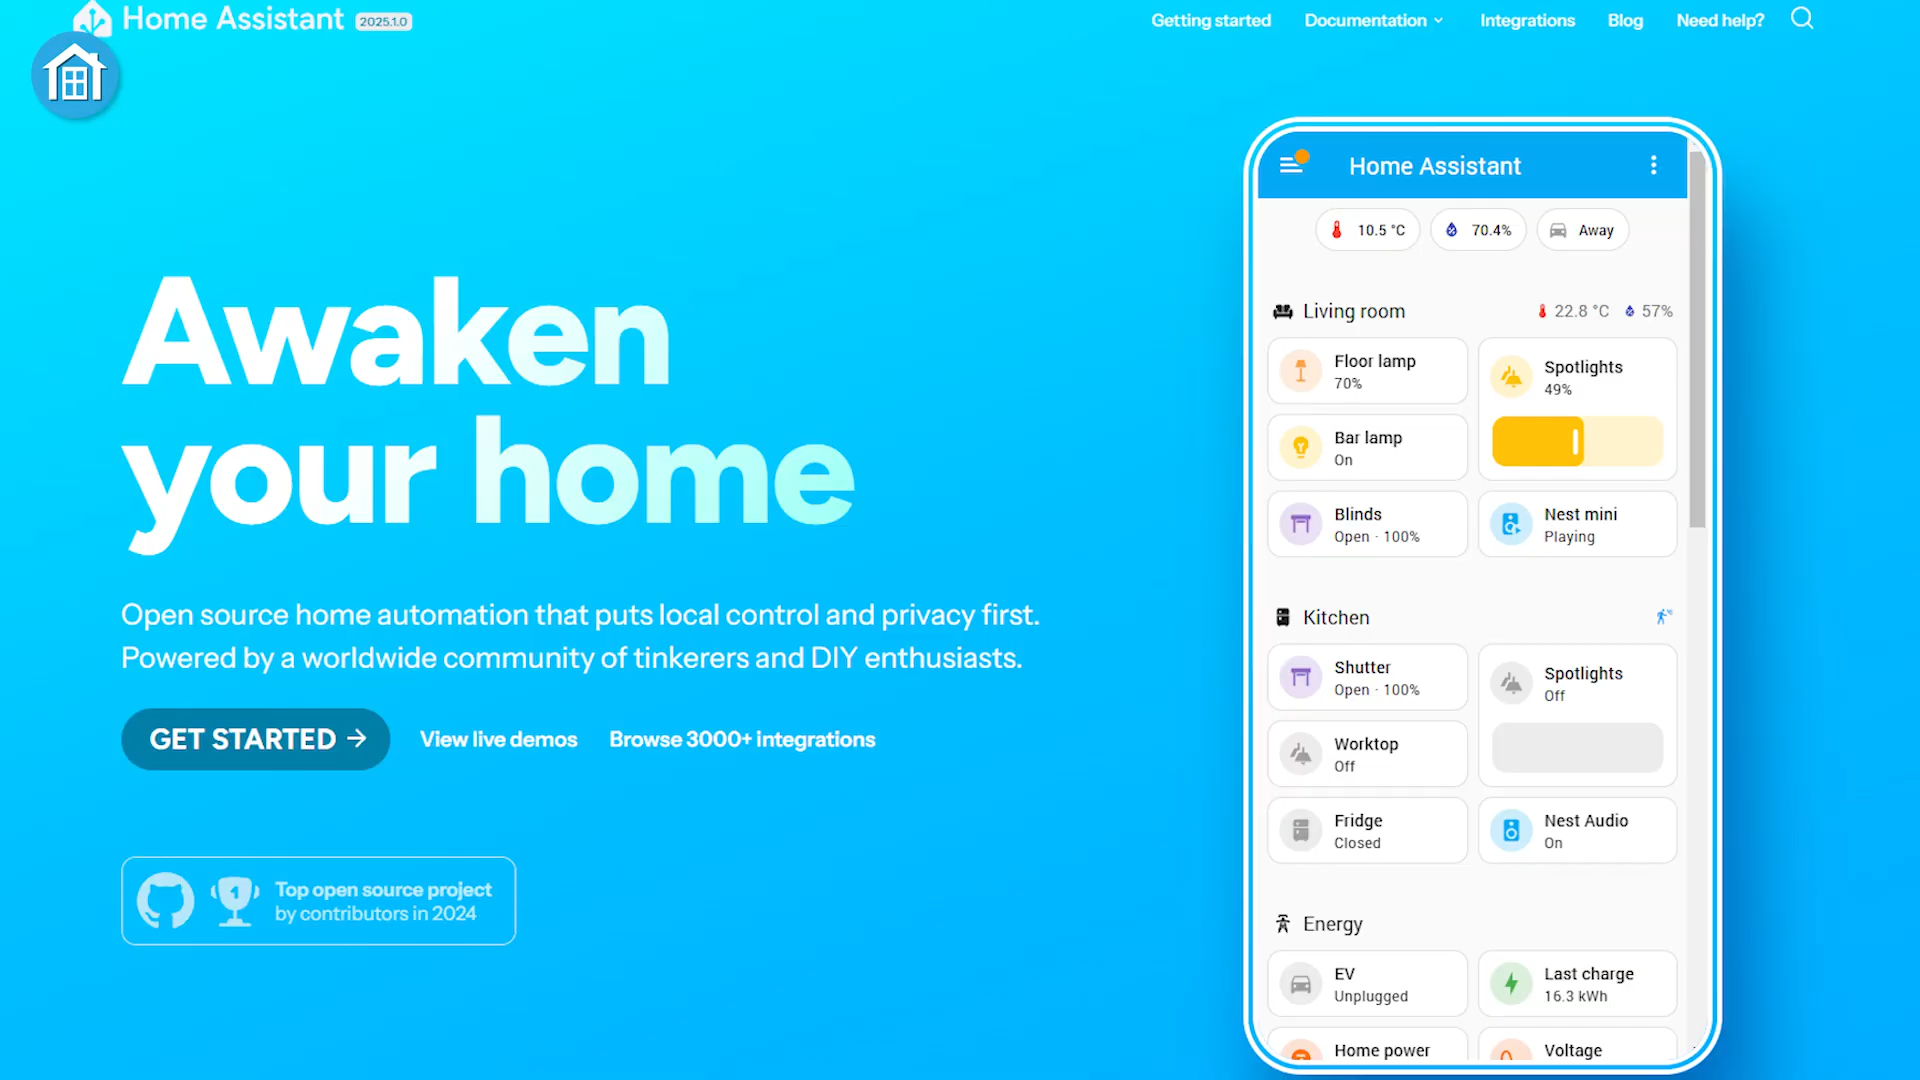 Home Assistant 2025.1.0
Getting started Documentation Integrations Blog Need help?
Awaken
your home
Open source home automation that puts local control and privacy first.
Powered by a worldwide community of tinkerers and DIY enthusiasts.
GET STARTED → View live demos Browse 3000+ integrations
1
Top open source project
by contributors in 2024
Home Assistant
10.5 °C 70.4% Away
Living room 22.8 °C 57%
Floor lamp
70%
Spotlights
49%
Bar lamp
On
Blinds
Open · 100%
Nest mini
Playing
Kitchen
Shutter
Open · 100%
Spotlights
Off
Worktop
Off
Fridge
Closed
Nest Audio
On
Energy
EV
Unplugged
Last charge
16.3 kWh
Home power
Voltage